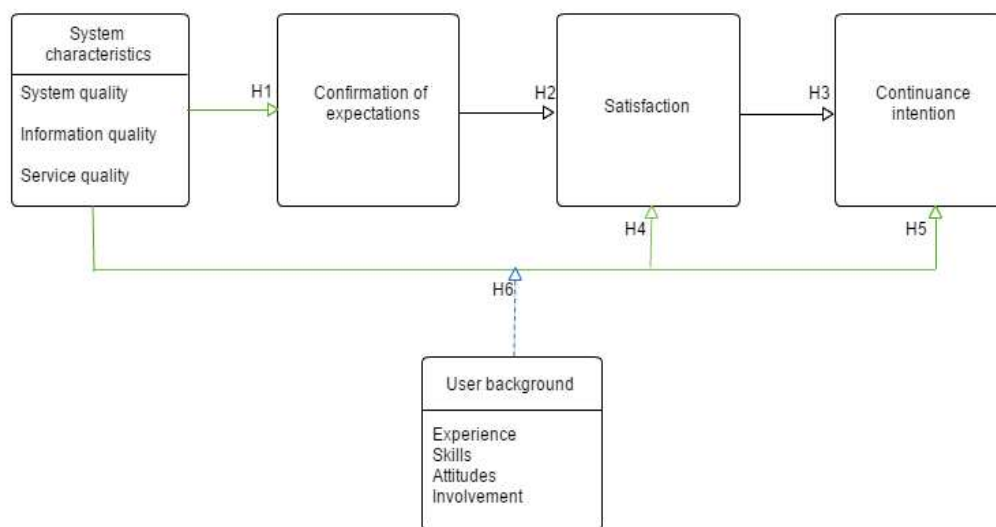 System
characteristics
System quality
Information quality
Service quality
H1
Confirmation of
expectations
H2
Satisfaction
H3
Continuance
intention
H4
H5
H6
User background
Experience
Skills
Attitudes
Involvement